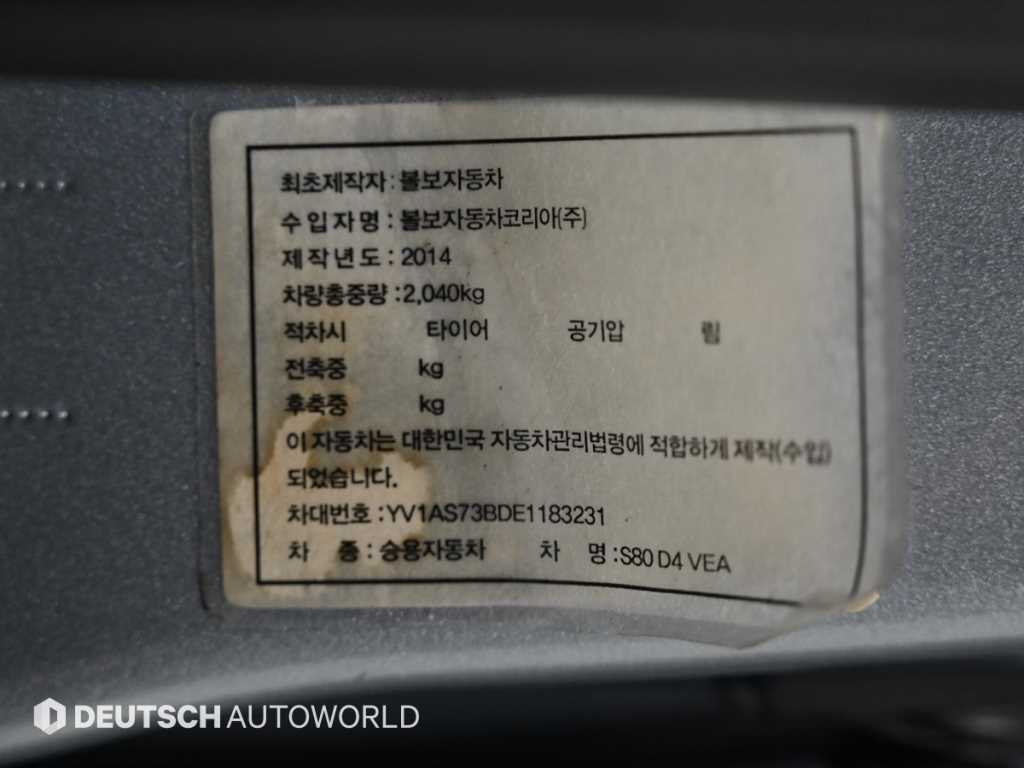 최초제작자 : 볼보자동차
수 입 자 명 : 볼보자동차코리아(주)
제 작 년 도 : 2014
차량총중량 : 2,040kg
적차시 타이어 공기압 림
전축중 kg
후축중 kg
이 자동차는 대한민국 자동차관리법령에 적합하게 제작(수입)
되었습니다.
차대번호 : YV1AS73BDE1183231
차 종 : 승용자동차 차 명 : S80 D4 VEA
DEUTSCH AUTOWORLD